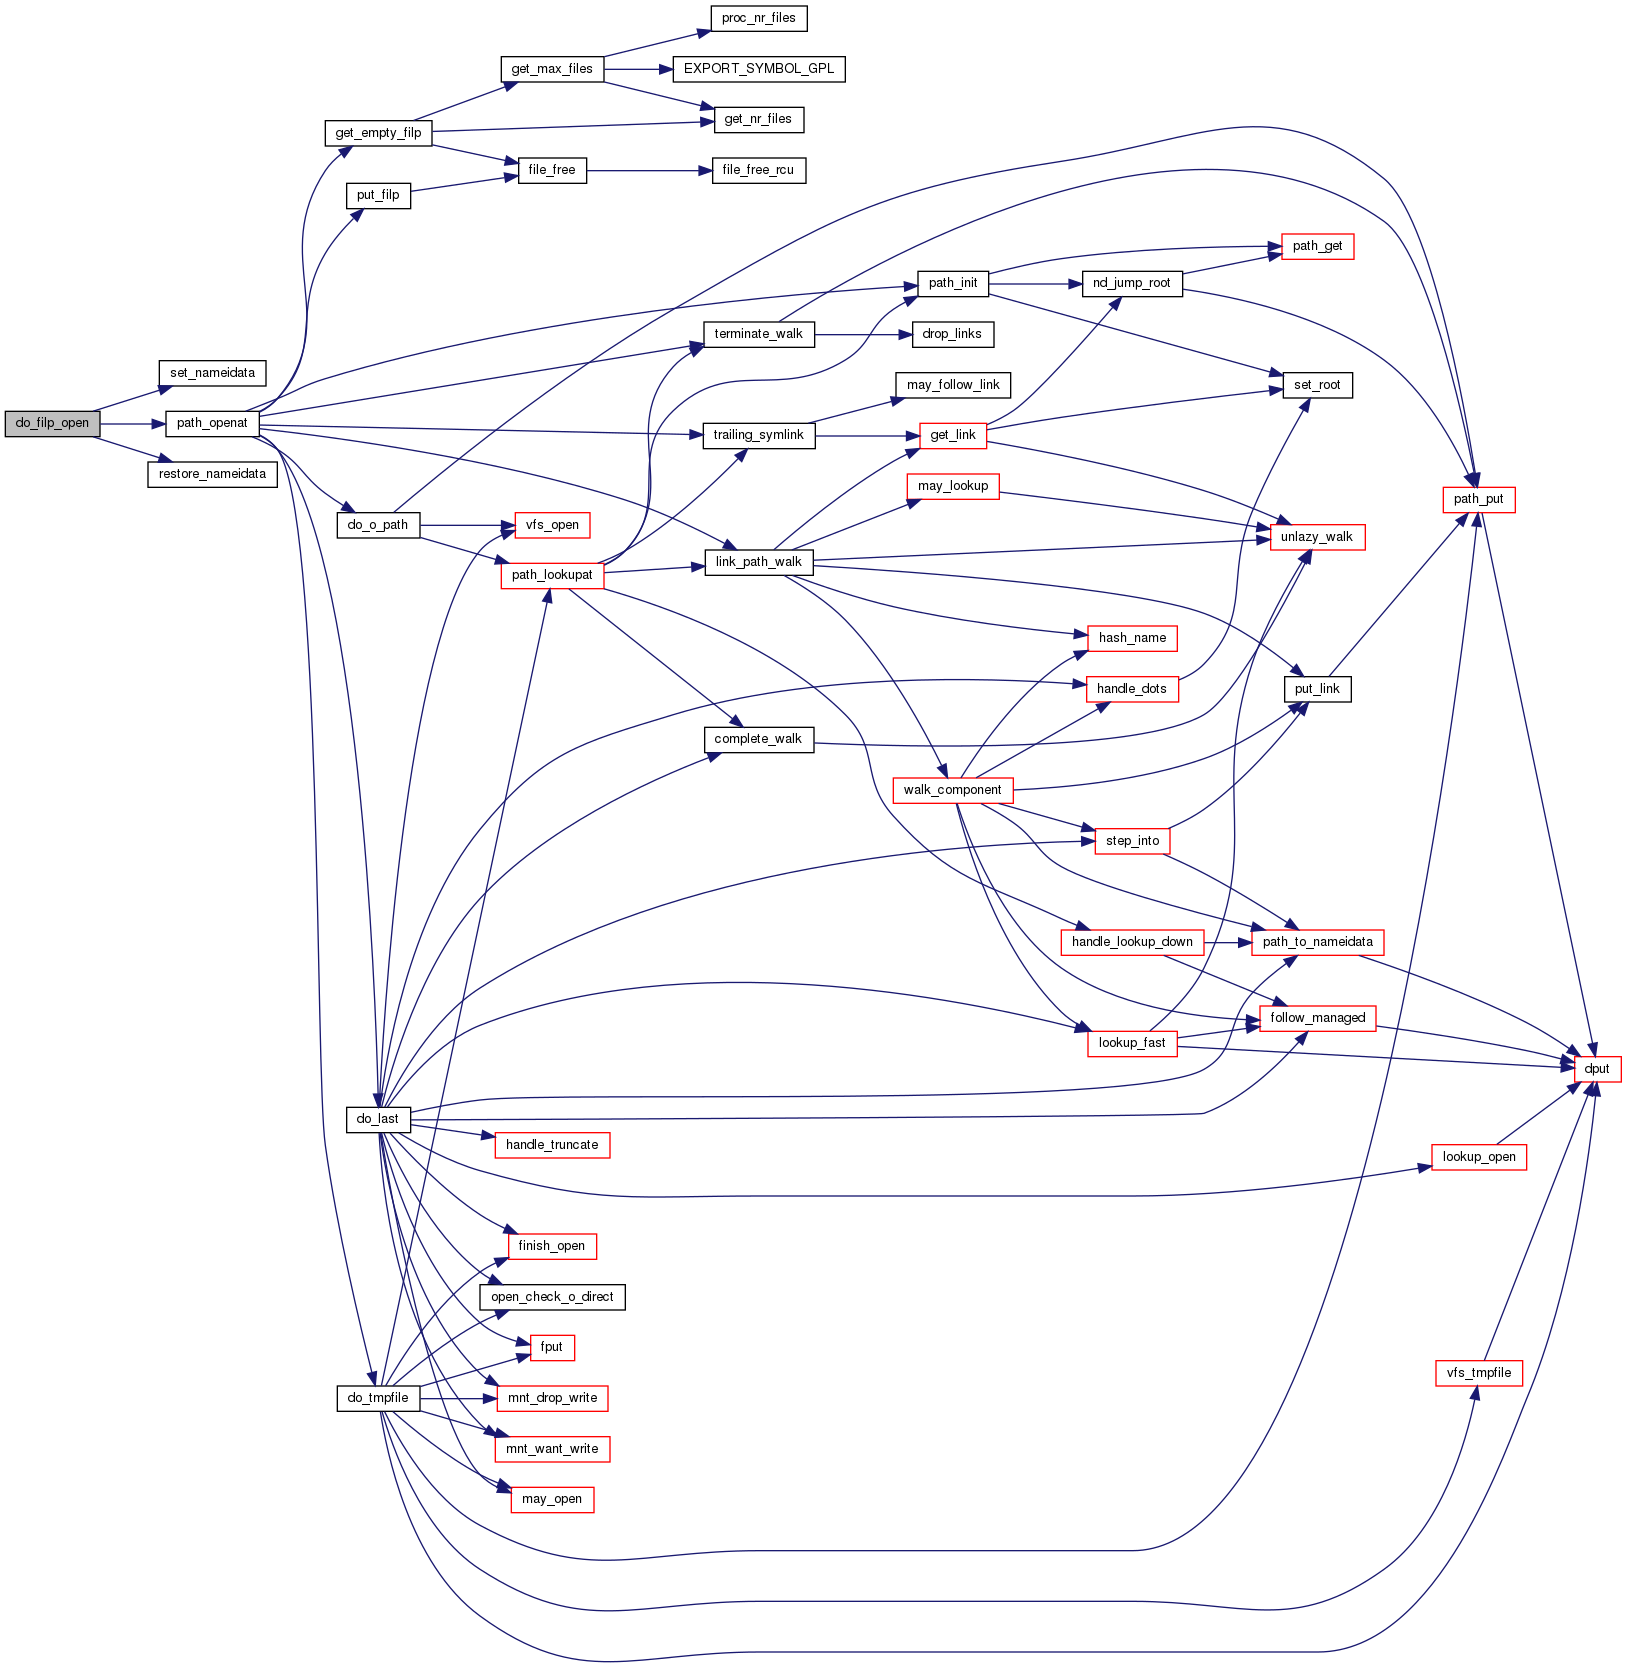 proc_nr_files
get_max_files
EXPORT_SYMBOL_GPL
get_nr_files
get_empty_filp
file_free
file_free_rcu
put_filp
path_get
path_init
nd_jump_root
terminate_walk
drop_links
set_nameidata
may_follow_link
set_root
do_filp_open
path_openat
trailing_symlink
get_link
restore_nameidata
may_lookup
path_put
do_o_path
vfs_open
unlazy_walk
path_lookupat
link_path_walk
hash_name
handle_dots
put_link
complete_walk
walk_component
step_into
handle_lookup_down
path_to_nameidata
follow_managed
lookup_fast
dput
do_last
handle_truncate
lookup_open
finish_open
open_check_o_direct
fput
vfs_tmpfile
do_tmpfile
mnt_drop_write
mnt_want_write
may_open